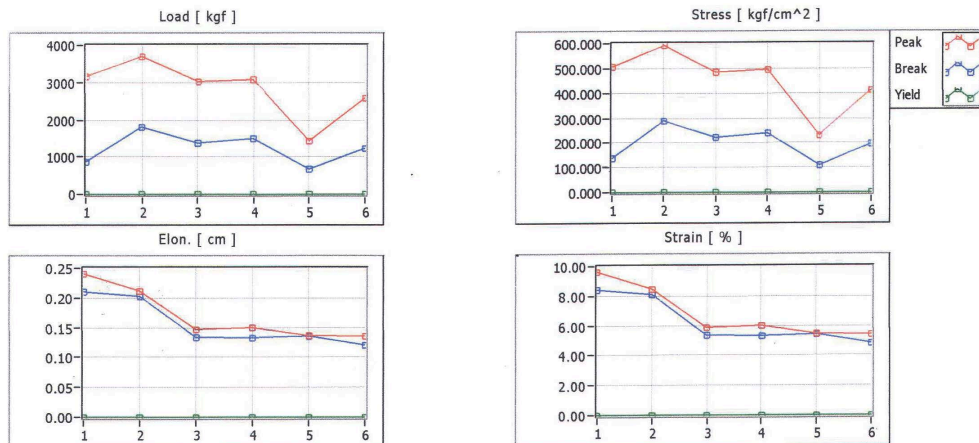 Load [ kgf ]
4000
3000
2000
1000
0
1 2 3 4 5 6
Stress [ kgf/cm^2 ]
600.000
500.000
400.000
300.000
200.000
100.000
0.000
1 2 3 4 5 6
Peak
Break
Yield
Elon. [ cm ]
0.25
0.20
0.15
0.10
0.05
0.00
1 2 3 4 5 6
Strain [ % ]
10.00
8.00
6.00
4.00
2.00
0.00
1 2 3 4 5 6